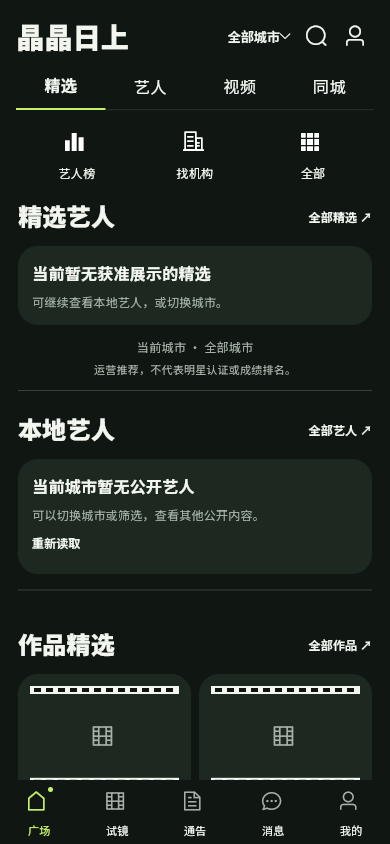 晶晶日上
全部城市
精选 艺人 视频 同城
艺人榜 找机构 全部
精选艺人 全部精选 ↗
当前暂无获准展示的精选
可继续查看本地艺人，或切换城市。
当前城市 · 全部城市
运营推荐，不代表明星认证或成绩排名。
本地艺人 全部艺人 ↗
当前城市暂无公开艺人
可以切换城市或筛选，查看其他公开内容。
重新读取
作品精选 全部作品 ↗
广场 试镜 通告 消息 我的